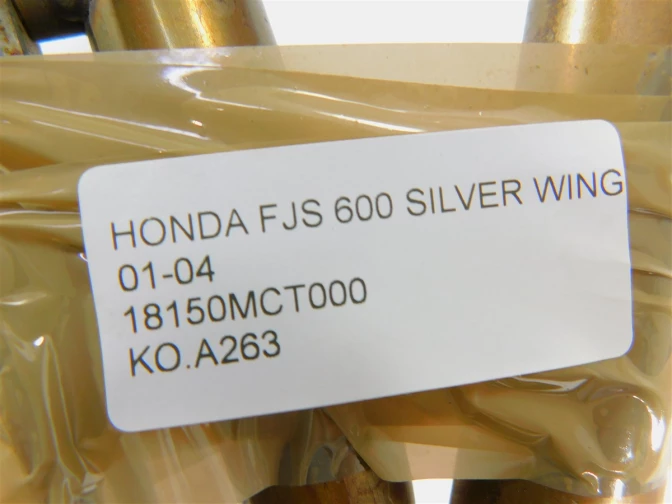 HONDA FJS 600 SILVER WING
01-04
18150MCT000
KO.A263